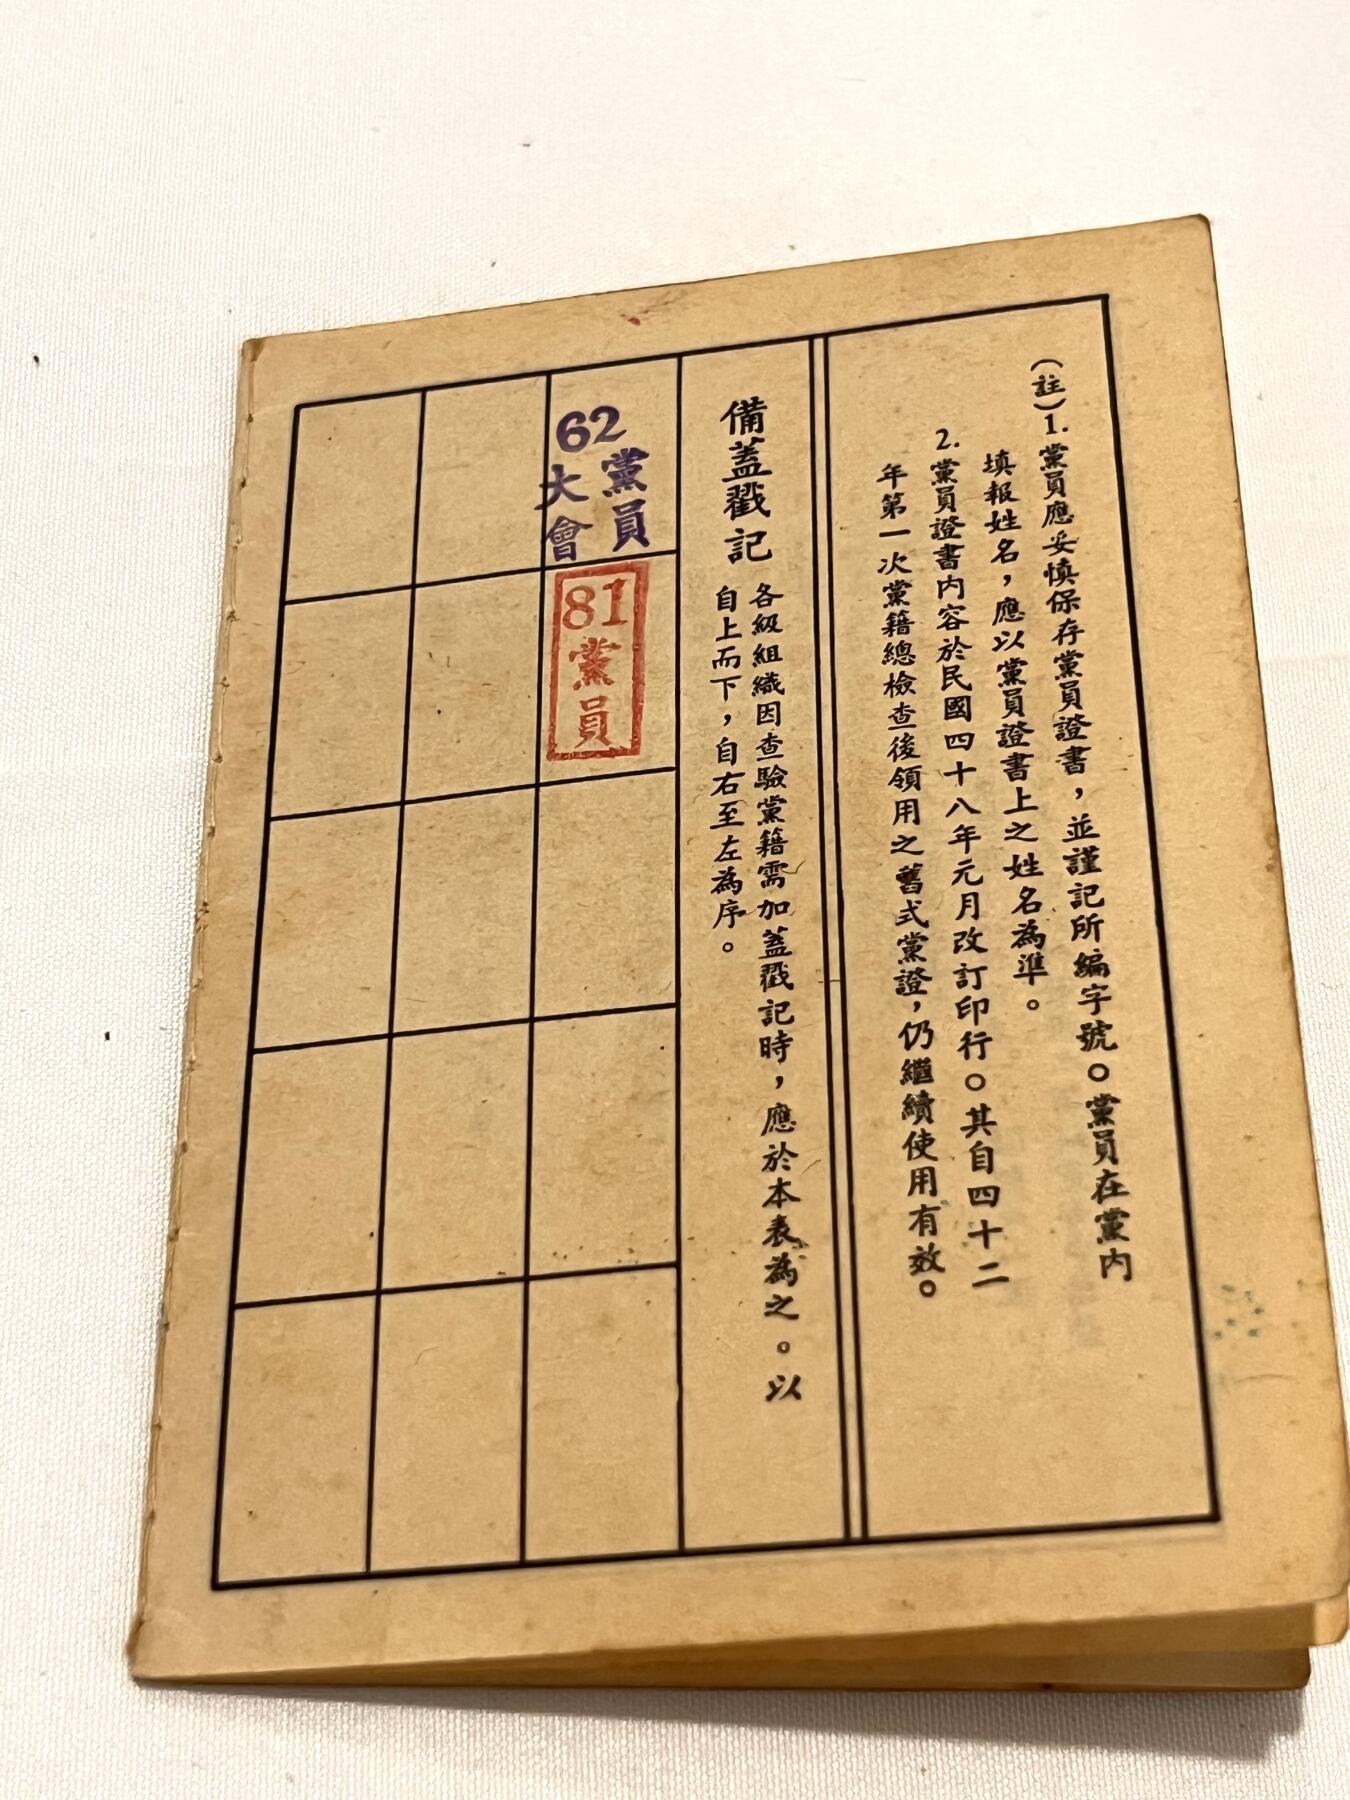 (註)1.黨員應妥慎保存黨員證書，並謹記所編字號。黨員在黨內
填報姓名，應以黨員證書上之姓名為準。
2.黨員證書內容於民國四十八年元月改訂印行。其自四十二
年第一次黨籍總檢查後領用之舊式黨證，仍繼續使用有效。
備蓋戳記
各級組織因查驗黨籍需加蓋戳記時，應於本表為之。以
自上而下，自右至左為序。
62
黨員
大會
81
黨員